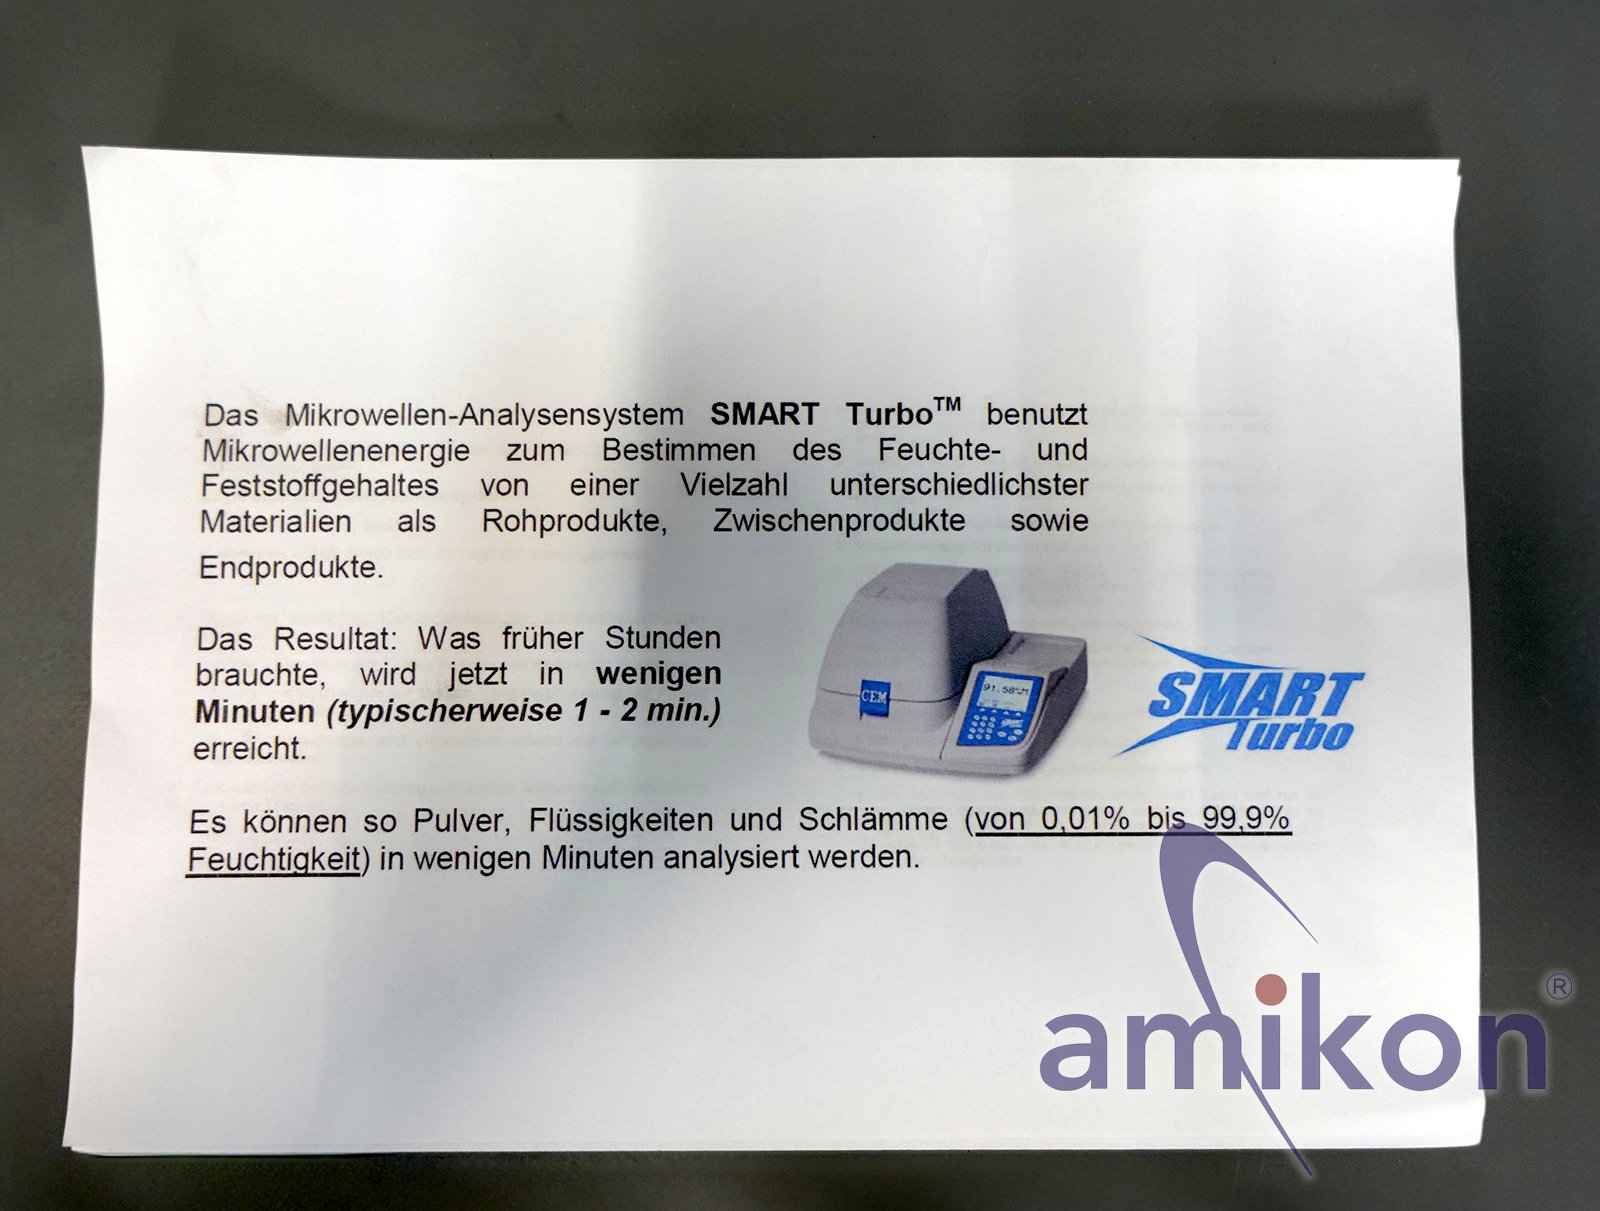 Das Mikrowellen-Analysensystem SMART Turbo™ benutzt
Mikrowellenenergie zum Bestimmen des Feuchte- und
Feststoffgehaltes von einer Vielzahl unterschiedlichster
Materialien als Rohprodukte, Zwischenprodukte sowie
Endprodukte.
Das Resultat: Was früher Stunden
brauchte, wird jetzt in wenigen
Minuten (typischerweise 1 - 2 min.)
erreicht.
CEM
91.58%M
SMART
Turbo
Es können so Pulver, Flüssigkeiten und Schlämme (von 0,01% bis 99,9%
Feuchtigkeit) in wenigen Minuten analysiert werden.
amikon®